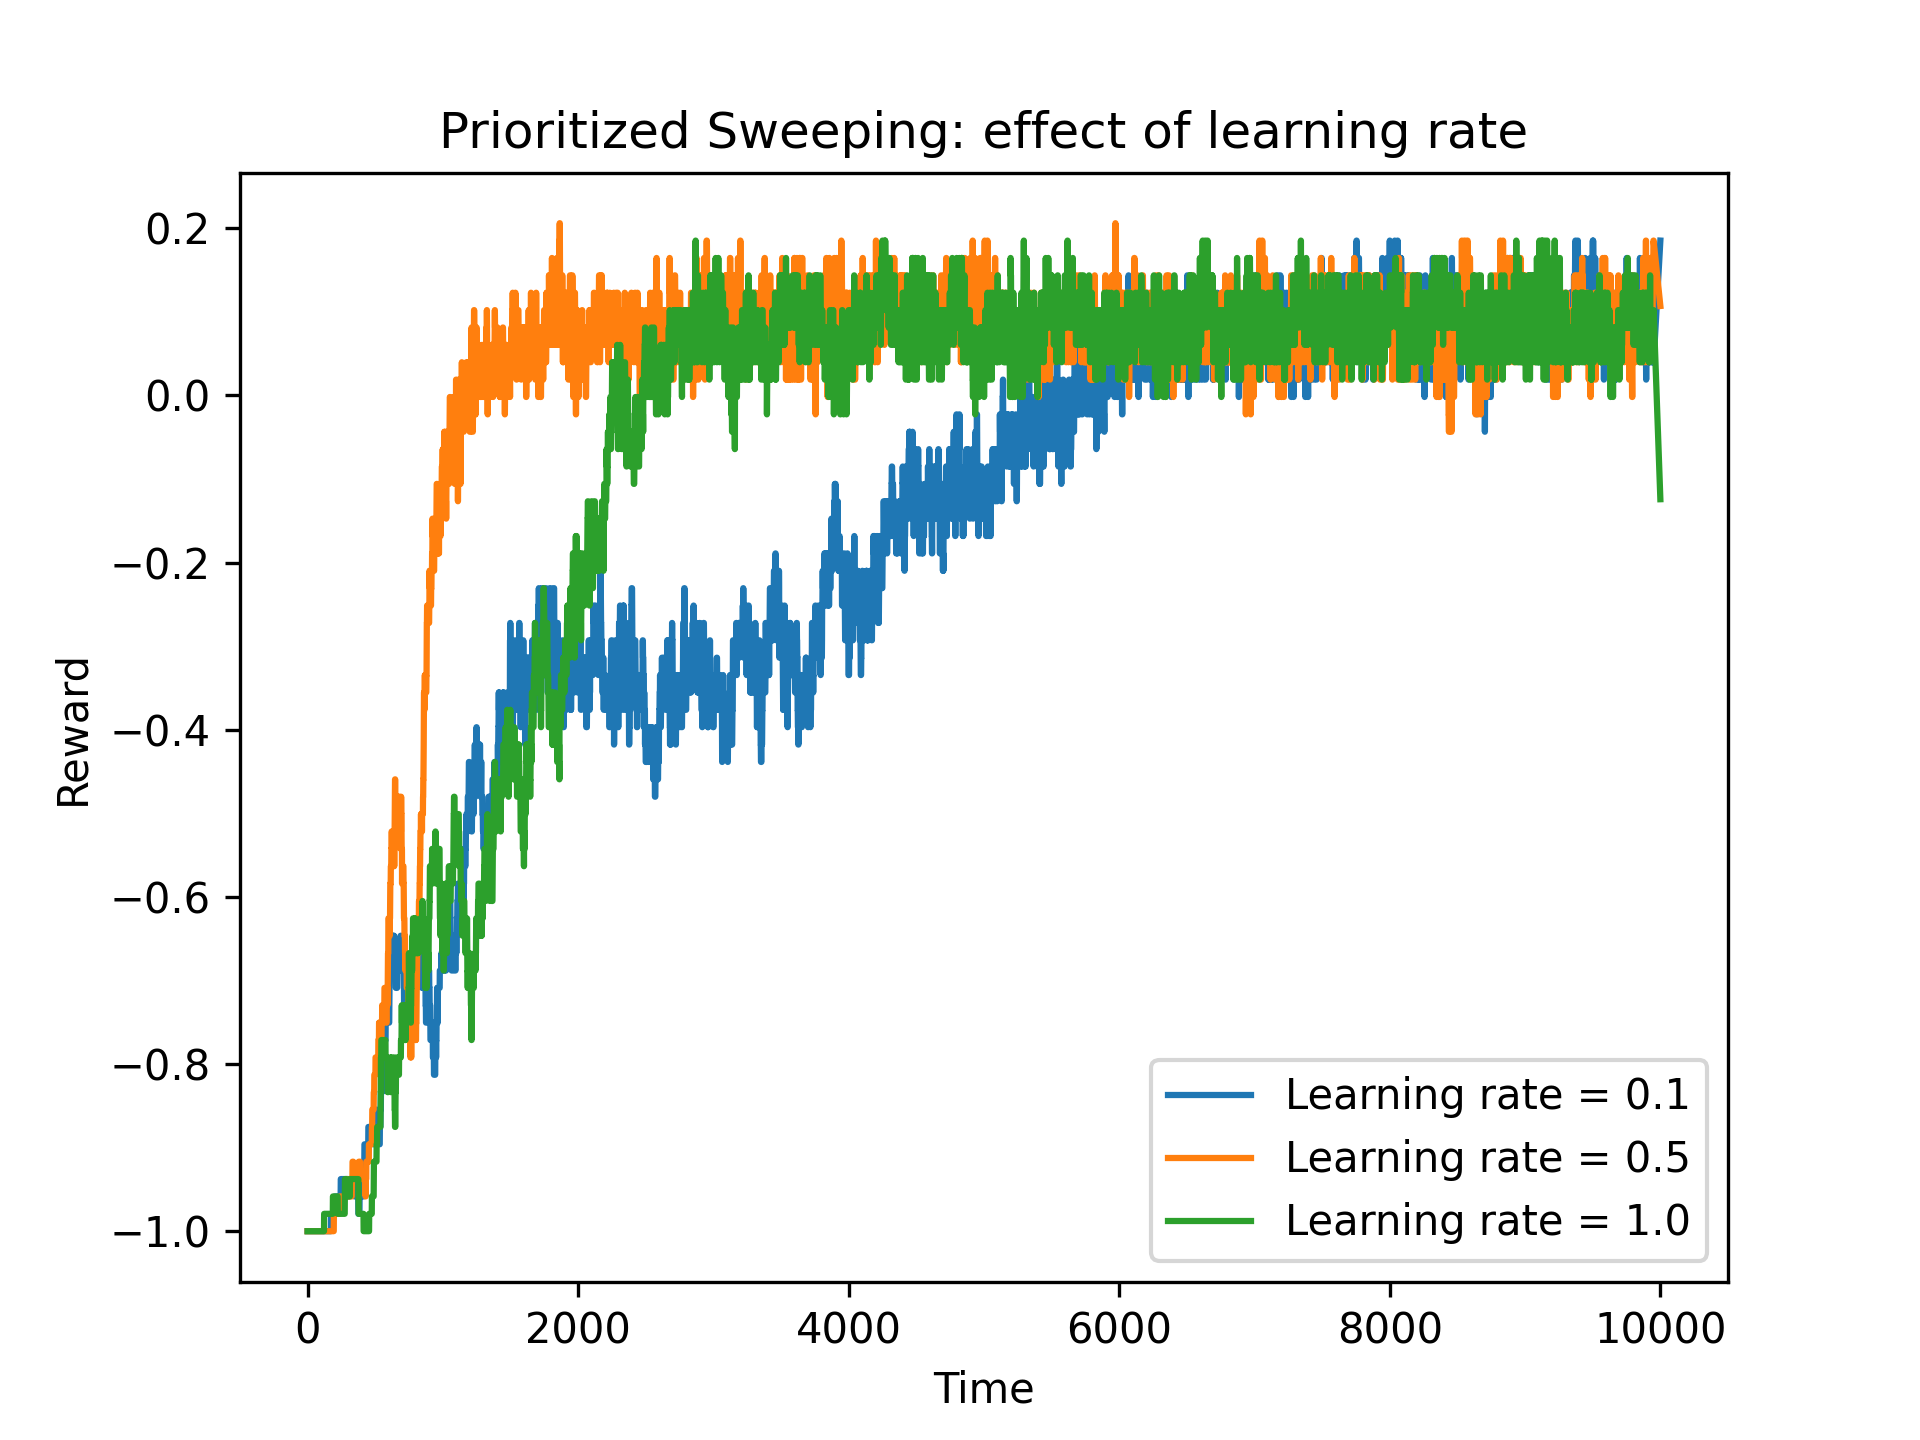 Prioritized Sweeping: effect of learning rate
0.2
0.0
−0.2
−0.4
−0.6
−0.8
−1.0
Reward
Learning rate = 0.1
Learning rate = 0.5
Learning rate = 1.0
0 2000 4000 6000 8000 10000
Time